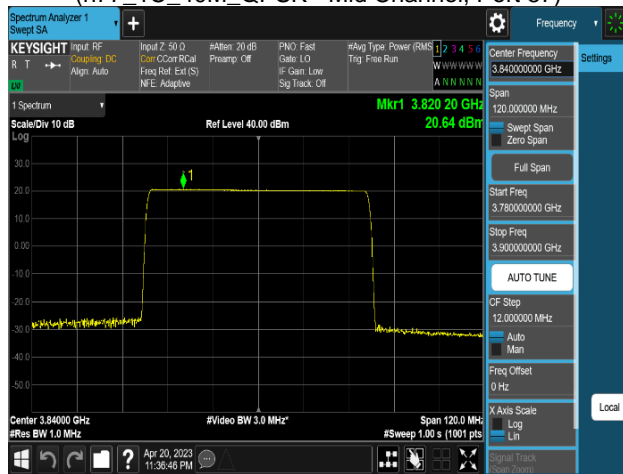 Spectrum Analyzer 1
Swept SA
Frequency
KEYSIGHT
R T
LXI
Input: RF
Coupling: DC
Align: Auto
Input Z: 50 Ω
Corr CCorr RCal
Freq Ref: Ext (S)
NFE: Adaptive
#Atten: 20 dB
Preamp: Off
PNO: Fast
Gate: LO
IF Gain: Low
Sig Track: Off
#Avg Type: Power (RMS
Trig: Free Run
1 2 3 4 5 6
W W W W W W
A N N N N N
1 Spectrum
Scale/Div 10 dB
Log
Ref Level 40.00 dBm
Mkr1 3.820 20 GHz
20.64 dBm
1
30.0
20.0
10.0
0.00
-10.0
-20.0
-30.0
-40.0
-50.0
Center 3.84000 GHz
#Res BW 1.0 MHz
#Video BW 3.0 MHz*
Span 120.0 MHz
#Sweep 1.00 s (1001 pts
Apr 20, 2023
11:36:46 PM
Center Frequency
3.840000000 GHz
Span
120.000000 MHz
Swept Span
Zero Span
Full Span
Start Freq
3.780000000 GHz
Stop Freq
3.900000000 GHz
AUTO TUNE
CF Step
12.000000 MHz
Auto
Man
Freq Offset
0 Hz
X Axis Scale
Log
Lin
Signal Track
(Span Zoom)
Settings
Local